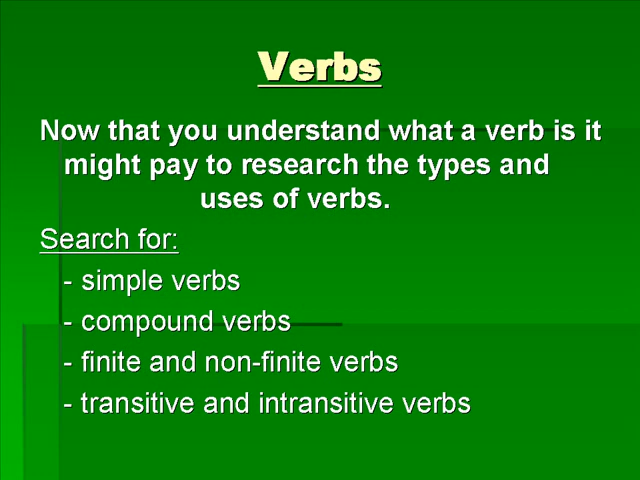 Verbs
Now that you understand what a verb is it
might pay to research the types and
uses of verbs.
Search for:
- simple verbs
- compound verbs
- finite and non-finite verbs
- transitive and intransitive verbs